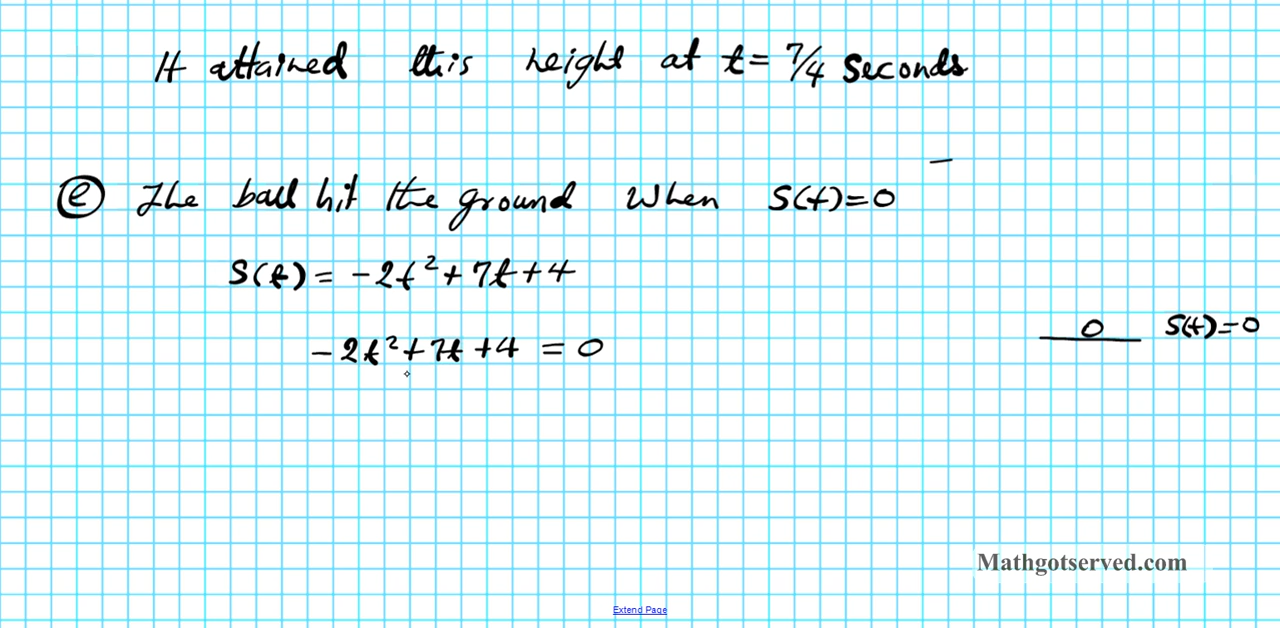 It attained this height at t = 7/4 seconds
ⓔ The ball hit the ground when S(t)=0
S(t) = -2t² + 7t + 4
-2t² + 7t + 4 = 0
0 S(t)=0
Mathgotserved.com
Extend Page